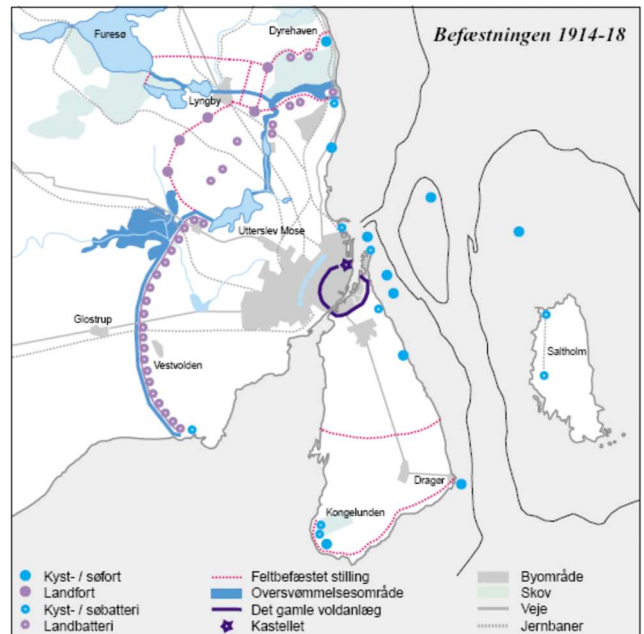 Befæstningen 1914-18
Furesø
Dyrehaven
Lyngby
Utterslev Mose
Glostrup
Vestvolden
Saltholm
Dragør
Kongelunden
Kyst- / søfort
Landfort
Kyst- / søbatteri
Landbatteri
Feltbefæstet stilling
Oversvømmelsesområde
Det gamle voldanlæg
Kastellet
Byområde
Skov
Veje
Jernbaner